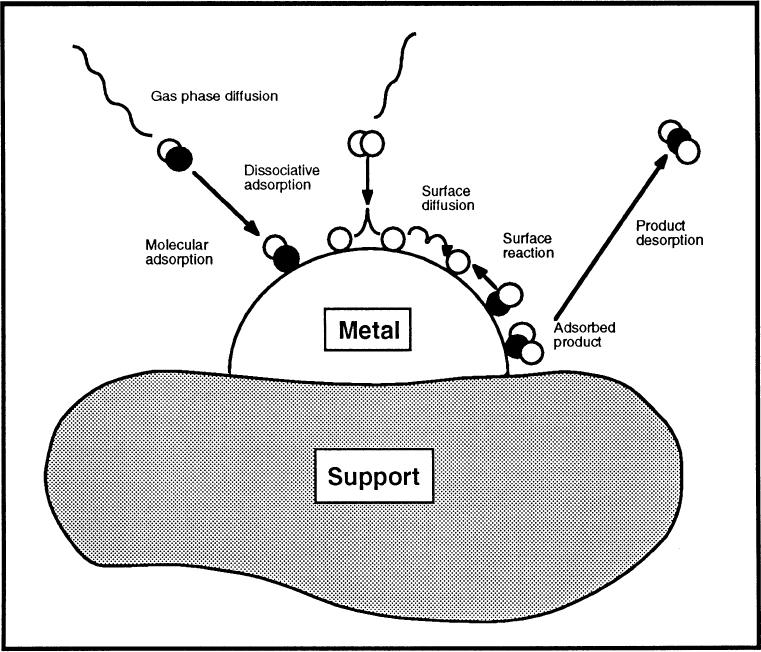 Gas phase diffusion
Dissociative
adsorption
Surface
diffusion
Molecular
adsorption
Surface
reaction
Product
desorption
Metal
Adsorbed
product
Support